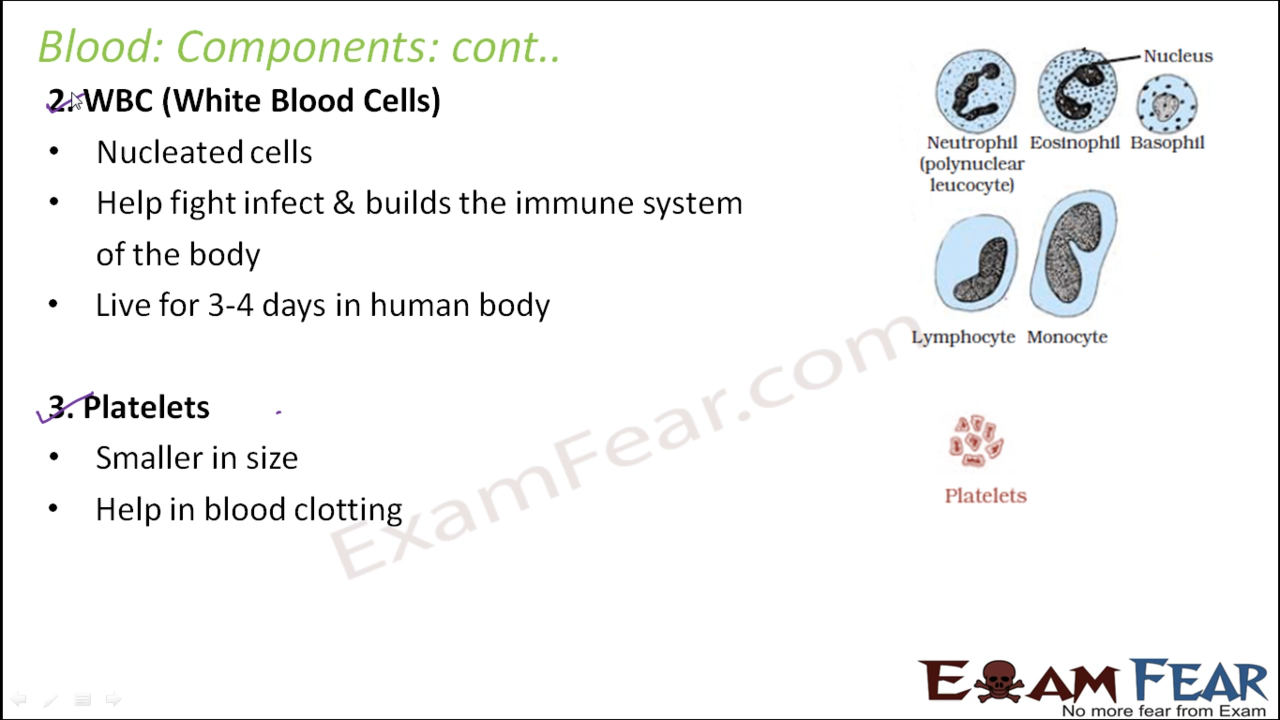 Blood: Components: cont..
2. WBC (White Blood Cells)
• Nucleated cells
• Help fight infect & builds the immune system
of the body
• Live for 3-4 days in human body
3. Platelets
• Smaller in size
• Help in blood clotting
Nucleus
Neutrophil
(polynuclear
leucocyte)
Eosinophil
Basophil
Lymphocyte
Monocyte
Platelets
ExamFear.com
EXAM FEAR
No more fear from Exam